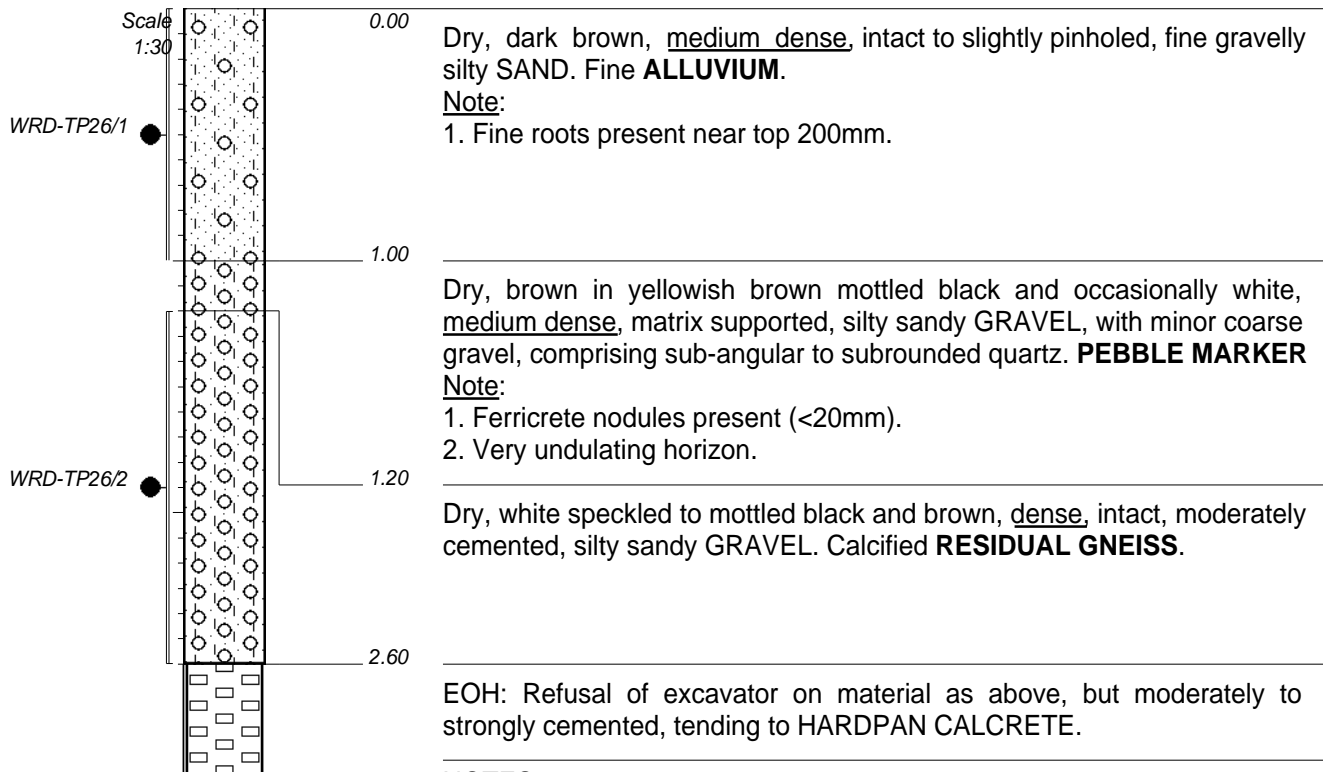 Scale
1:30
0.00
Dry, dark brown, medium dense, intact to slightly pinholed, fine gravelly
silty SAND. Fine ALLUVIUM.
Note:
1. Fine roots present near top 200mm.
WRD-TP26/1
1.00
Dry, brown in yellowish brown mottled black and occasionally white,
medium dense, matrix supported, silty sandy GRAVEL, with minor coarse
gravel, comprising sub-angular to subrounded quartz. PEBBLE MARKER
Note:
1. Ferricrete nodules present (<20mm).
2. Very undulating horizon.
WRD-TP26/2
1.20
Dry, white speckled to mottled black and brown, dense, intact, moderately
cemented, silty sandy GRAVEL. Calcified RESIDUAL GNEISS.
2.60
EOH: Refusal of excavator on material as above, but moderately to
strongly cemented, tending to HARDPAN CALCRETE.